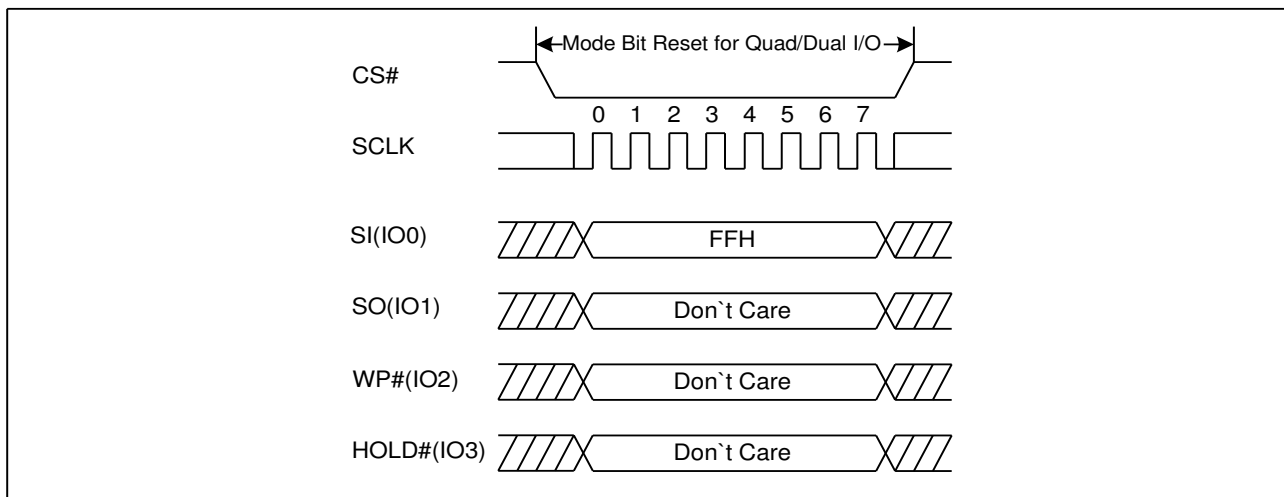 Mode Bit Reset for Quad/Dual I/O
CS#
0 1 2 3 4 5 6 7
SCLK
SI(IO0) FFH
SO(IO1) Don`t Care
WP#(IO2) Don`t Care
HOLD#(IO3) Don`t Care